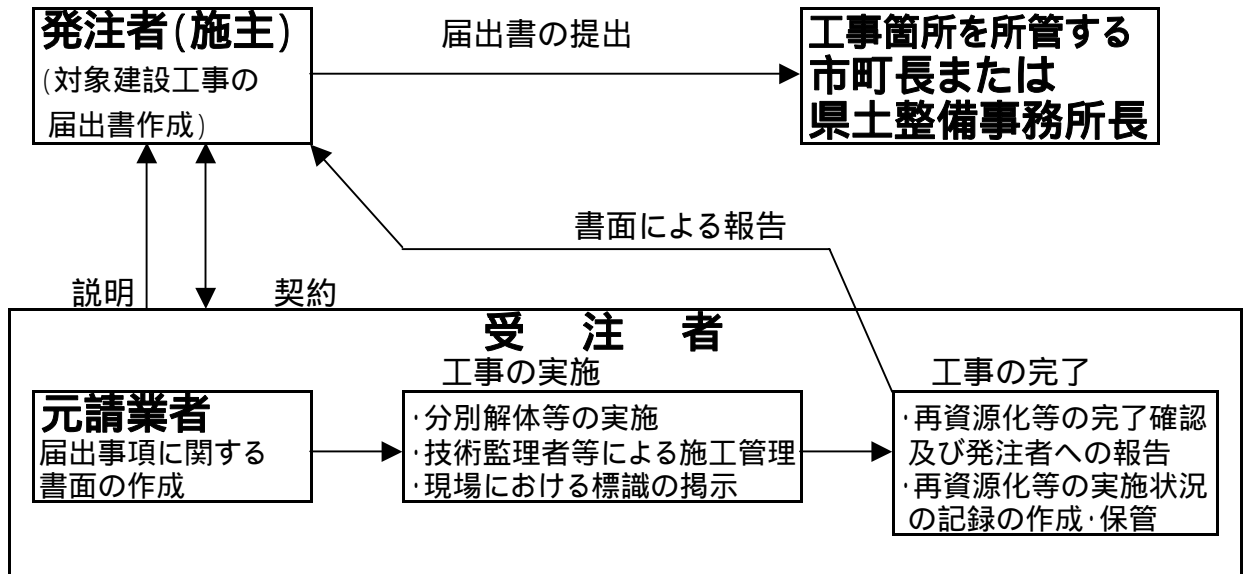 発注者(施主)
(対象建設工事の
届出書作成)
届出書の提出
工事箇所を所管する
市町長または
県土整備事務所長
書面による報告
説明
契約
受 注 者
元請業者
届出事項に関する
書面の作成
工事の実施
・分別解体等の実施
・技術監理者等による施工管理
・現場における標識の掲示
工事の完了
・再資源化等の完了確認
及び発注者への報告
・再資源化等の実施状況
の記録の作成・保管